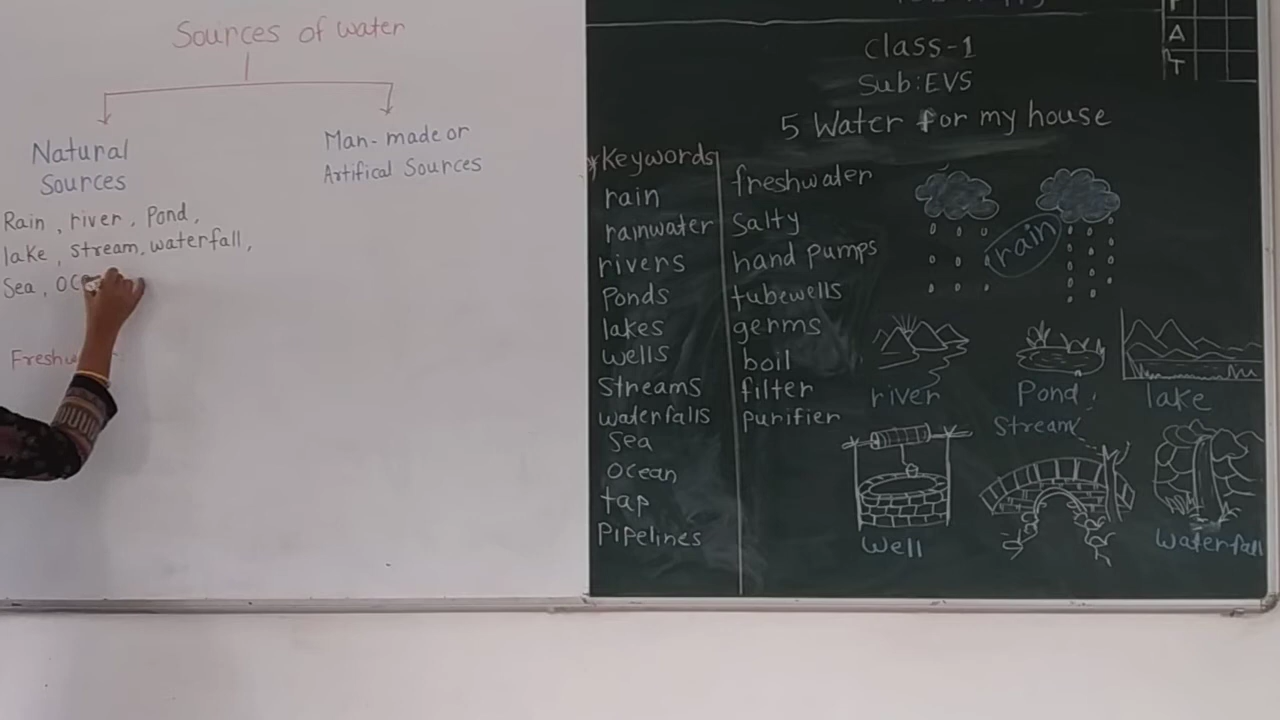 Sources of water
Natural
Sources
Man-made or
Artifical Sources
Rain, river, Pond,
lake, stream, waterfall,
Sea,
P
A
T
Class-1
Sub: EVS
5 Water for my house
*Keywords
rain
rainwater
rivers
Ponds
lakes
wells
streams
waterfalls
Sea
Ocean
tap
Pipelines
freshwater
Salty
hand pumps
tubewells
germs
boil
filter
purifier
rain
river
Pond
lake
Stream
Well
Waterfall